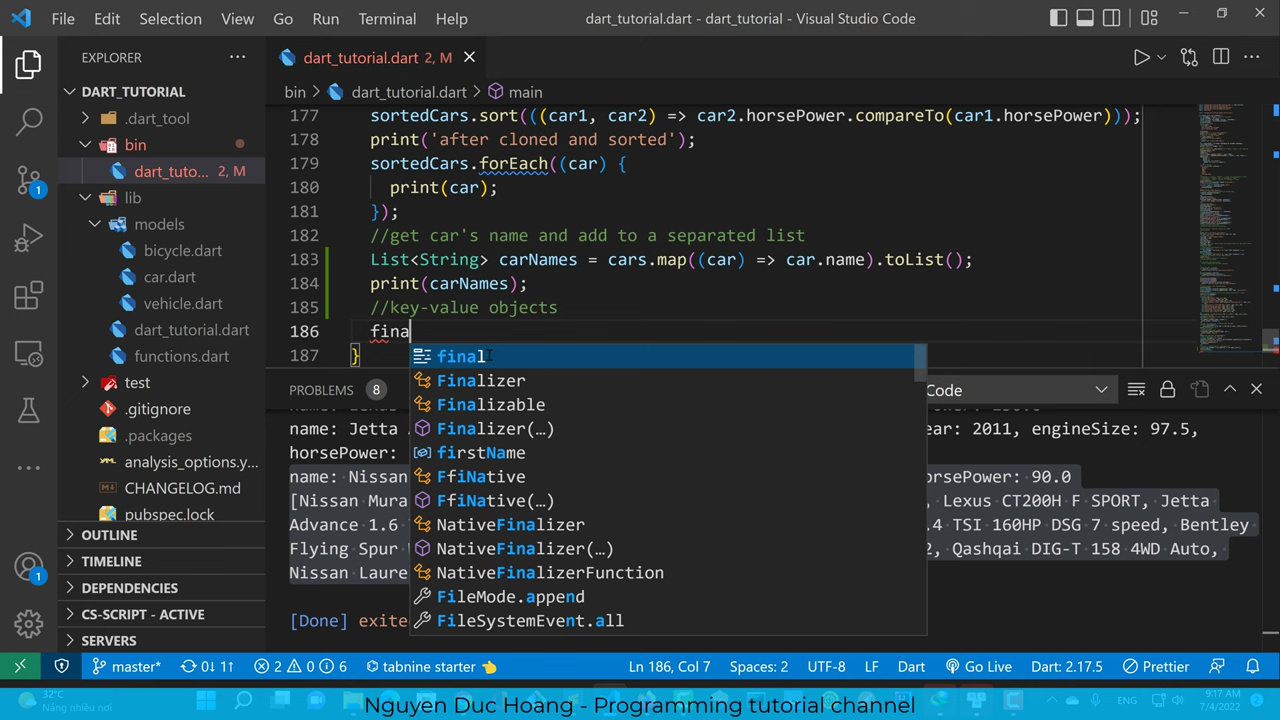 File Edit Selection View Go Run Terminal Help
dart_tutorial.dart - dart_tutorial - Visual Studio Code
EXPLORER
DART_TUTORIAL
.dart_tool
bin
dart_tuto... 2, M
lib
models
bicycle.dart
car.dart
vehicle.dart
dart_tutorial.dart
functions.dart
test
.gitignore
.packages
analysis_options.y...
CHANGELOG.md
pubspec.lock
OUTLINE
TIMELINE
DEPENDENCIES
CS-SCRIPT - ACTIVE
SERVERS
1
1
dart_tutorial.dart 2, M
bin > dart_tutorial.dart > main
177 sortedCars.sort(((car1, car2) => car2.horsePower.compareTo(car1.horsePower)));
178 print('after cloned and sorted');
179 sortedCars.forEach((car) {
180 print(car);
181 });
182 //get car's name and add to a separated list
183 List<String> carNames = cars.map((car) => car.name).toList();
184 print(carNames);
185 //key-value objects
186 fina
187 }
final
Finalizer
Finalizable
Finalizer(…)
firstName
FfiNative
FfiNative(…)
NativeFinalizer
NativeFinalizer(…)
NativeFinalizerFunction
FileMode.append
FileSystemEvent.all
PROBLEMS 8
Code
name: Jetta ear: 2011, engineSize: 97.5,
horsePower:
name: Nissan orsePower: 90.0
[Nissan Mura , Lexus CT200H F SPORT, Jetta
Advance 1.6 .4 TSI 160HP DSG 7 speed, Bentley
Flying Spur 2, Qashqai DIG-T 158 4WD Auto,
Nissan Laure
[Done] exite
master* 0↓ 1↑ 2 0 6 tabnine starter 👈 Ln 186, Col 7 Spaces: 2 UTF-8 LF Dart Go Live Dart: 2.17.5 Prettier
32°C
Nắng nhiều nơi
Nguyen Duc Hoang - Programming tutorial channel
ENG
9:17 AM
7/4/2022